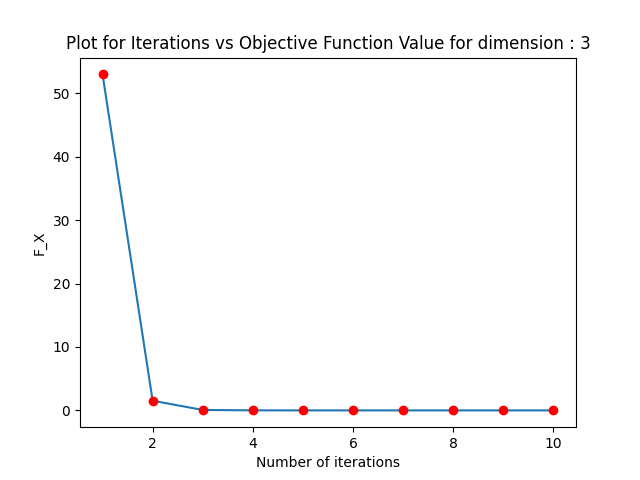 Plot for Iterations vs Objective Function Value for dimension : 3
F_X
50
40
30
20
10
0
2 4 6 8 10
Number of iterations